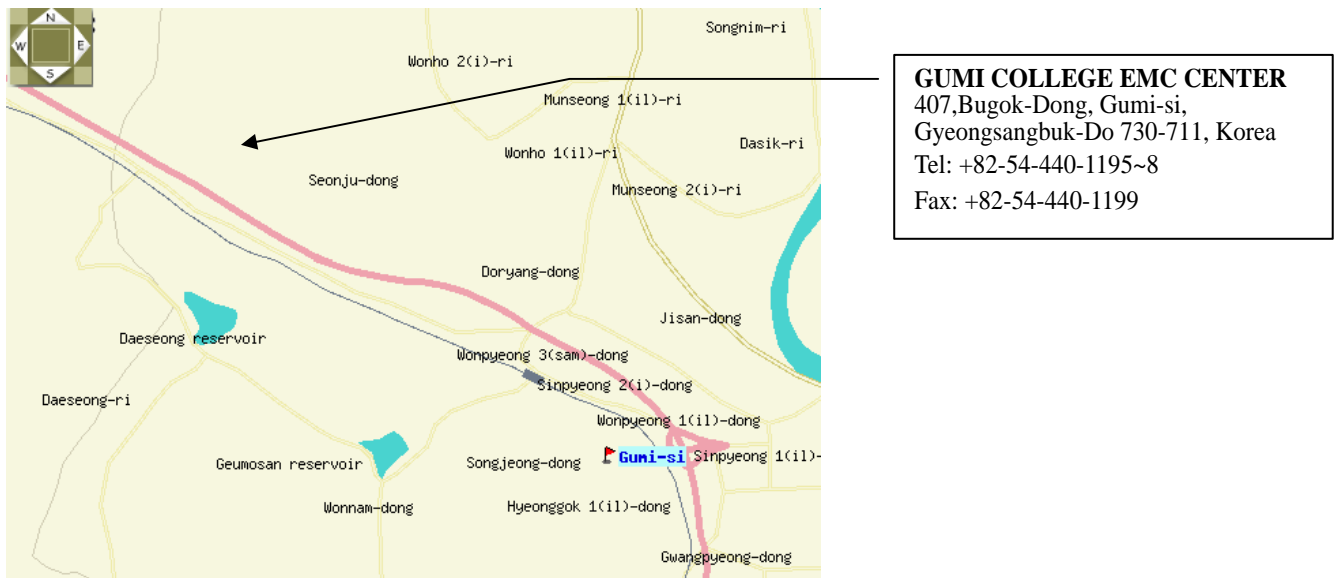 N
W
E
S
Songnim-ri
Wonho 2(i)-ri
Munseong 1(il)-ri
Dasik-ri
Wonho 1(il)-ri
Seonju-dong
Munseong 2(i)-ri
Doryang-dong
Jisan-dong
Daeseong reservoir
Wonpyeong 3(sam)-dong
Sinpyeong 2(i)-dong
Daeseong-ri
Wonpyeong 1(il)-dong
Gumi-si
Sinpyeong 1(il)-
Geumosan reservoir
Songjeong-dong
Wonnam-dong
Hyeonggok 1(il)-dong
Gwangpyeong-dong
GUMI COLLEGE EMC CENTER
407,Bugok-Dong, Gumi-si,
Gyeongsangbuk-Do 730-711, Korea
Tel: +82-54-440-1195~8
Fax: +82-54-440-1199